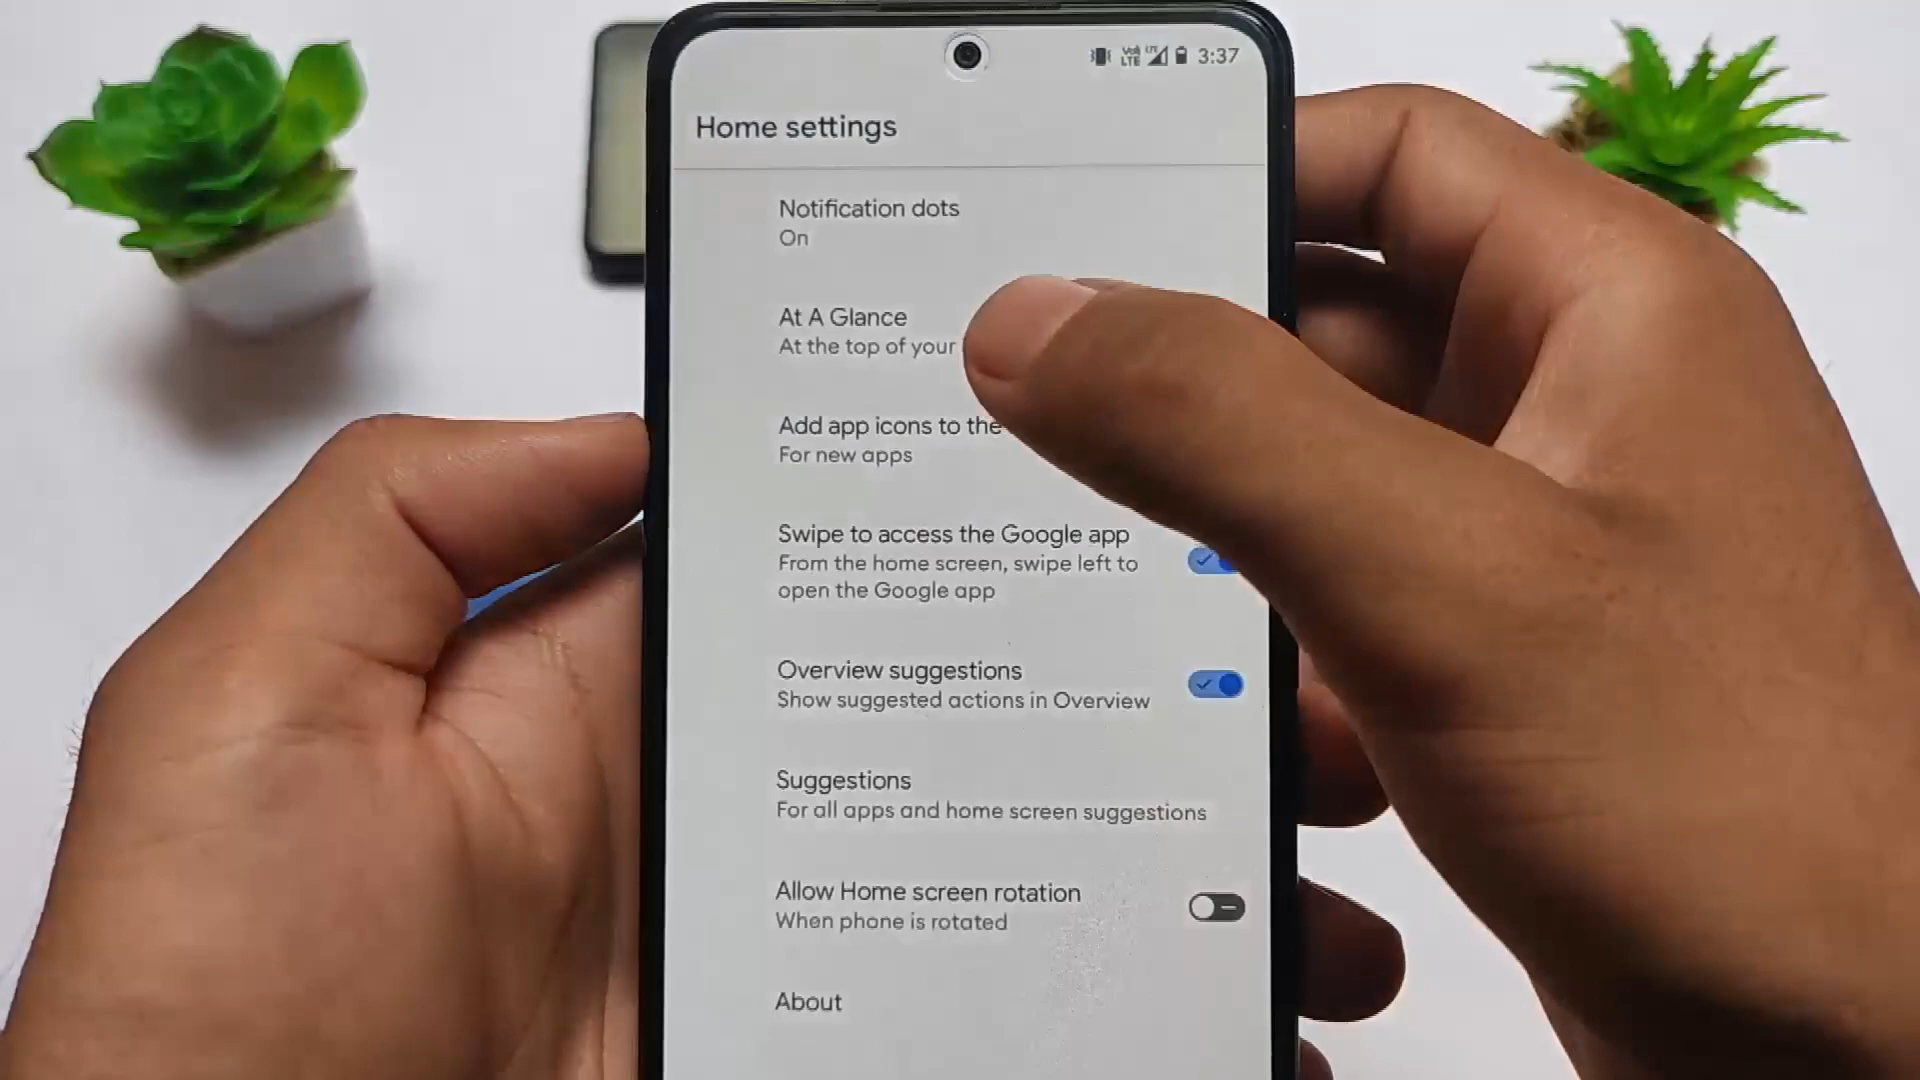 Vol LTE
LTE
3:37
Home settings
Notification dots
On
At A Glance
At the top of your
Add app icons to the
For new apps
Swipe to access the Google app
From the home screen, swipe left to
open the Google app
Overview suggestions
Show suggested actions in Overview
Suggestions
For all apps and home screen suggestions
Allow Home screen rotation
When phone is rotated
About